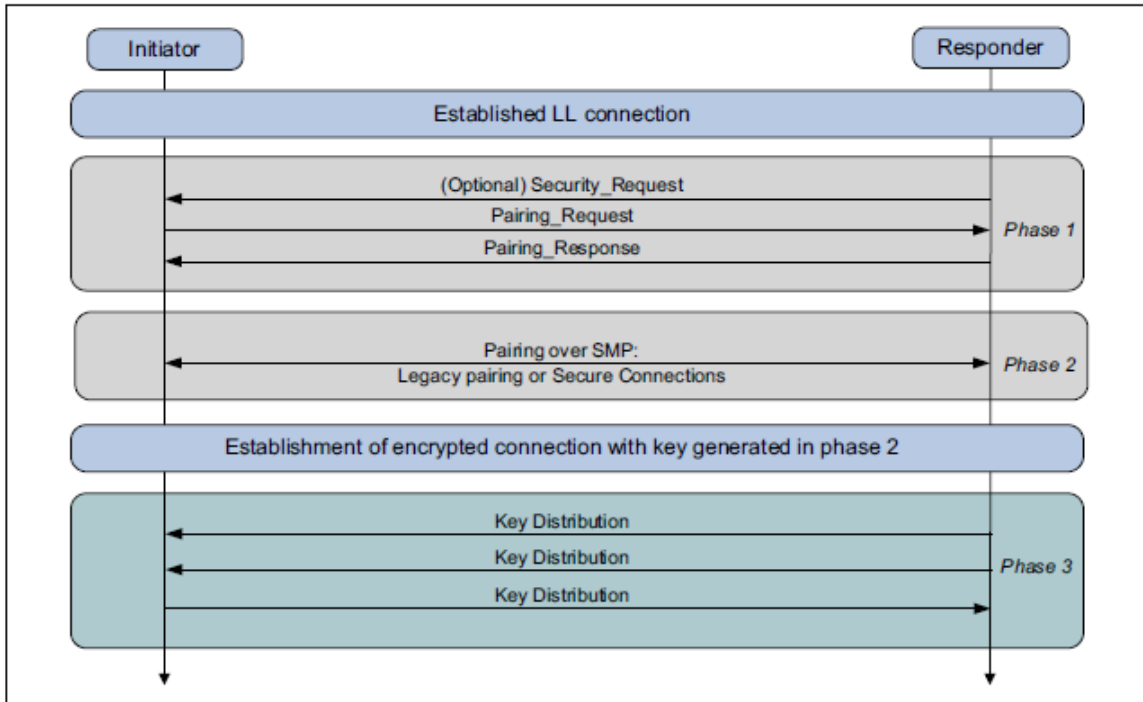 Initiator
Responder
Established LL connection
(Optional) Security_Request
Pairing_Request
Phase 1
Pairing_Response
Pairing over SMP:
Phase 2
Legacy pairing or Secure Connections
Establishment of encrypted connection with key generated in phase 2
Key Distribution
Key Distribution
Phase 3
Key Distribution